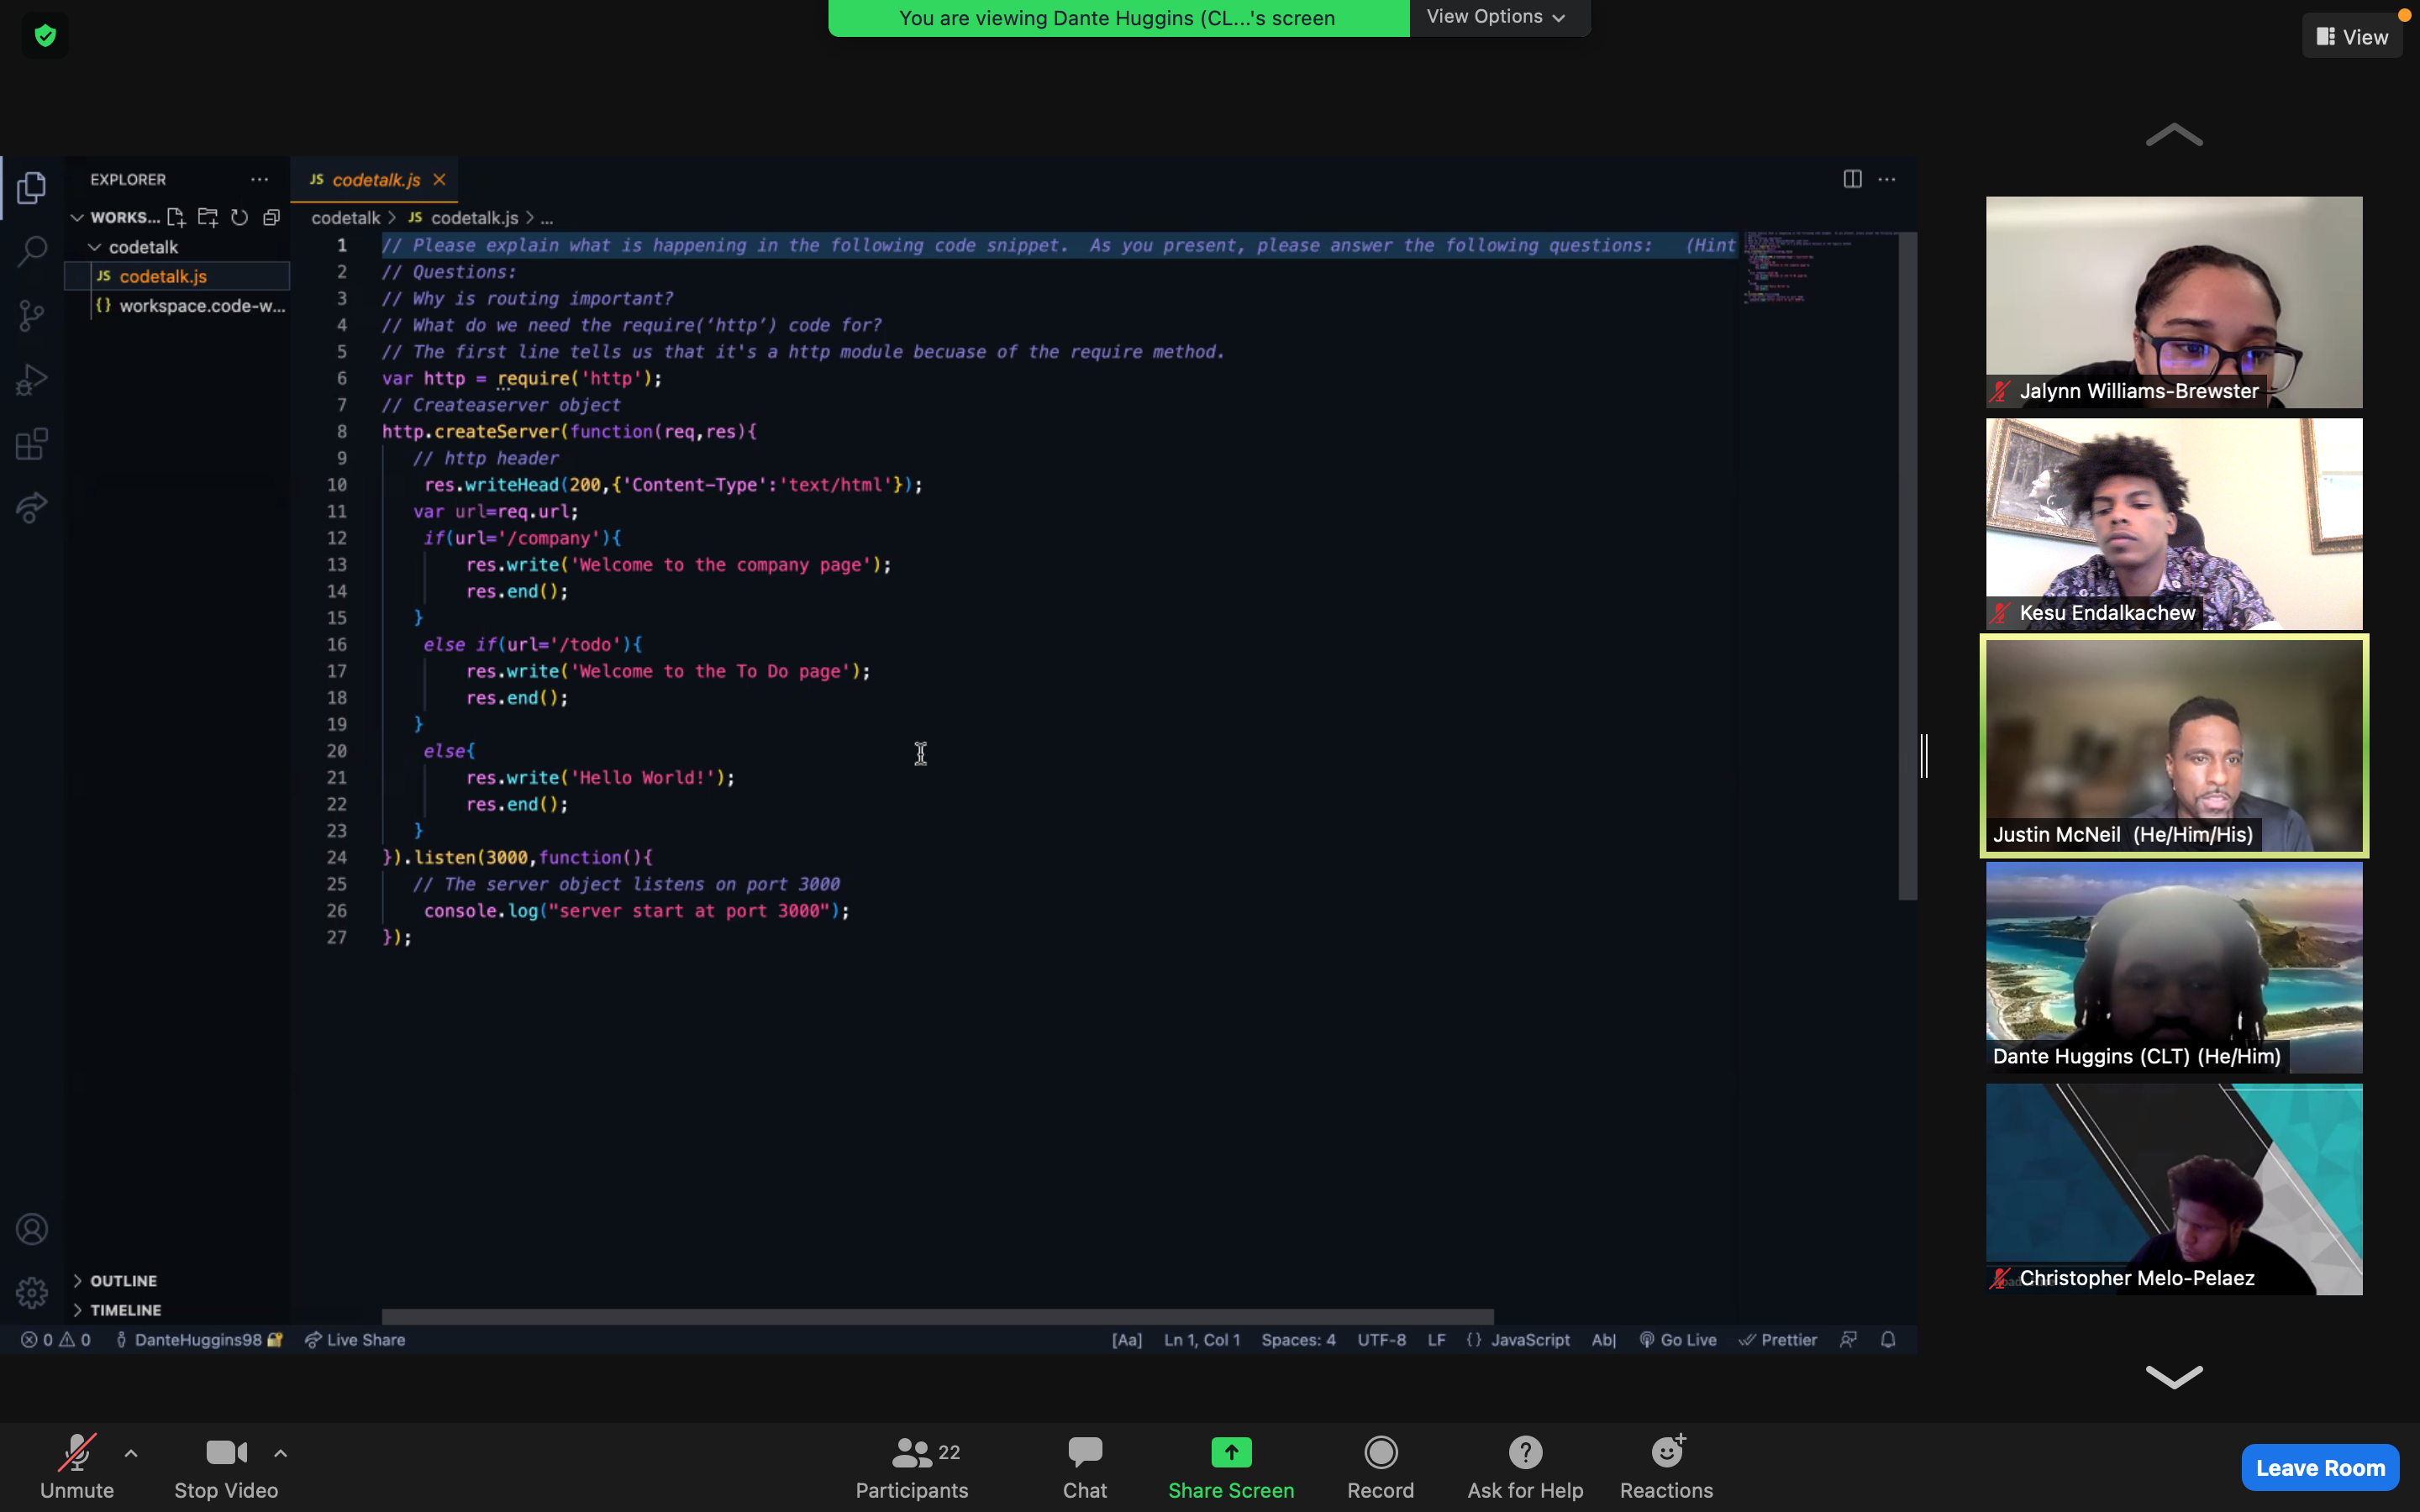 You are viewing Dante Huggins (CL...'s screen
View Options
View
EXPLORER
WORKS...
codetalk
JS codetalk.js
{} workspace.code-w...
JS codetalk.js
codetalk > JS codetalk.js > ...
1 // Please explain what is happening in the following code snippet.  As you present, please answer the following questions:   (Hint
2 // Questions:
3 // Why is routing important?
4 // What do we need the require(‘http’) code for?
5 // The first line tells us that it's a http module becuase of the require method.
6 var http = require('http');
7 // Createaserver object
8 http.createServer(function(req,res){
9    // http header
10     res.writeHead(200,{'Content-Type':'text/html'});
11    var url=req.url;
12     if(url='/company'){
13         res.write('Welcome to the company page');
14         res.end();
15    }
16     else if(url='/todo'){
17         res.write('Welcome to the To Do page');
18         res.end();
19    }
20     else{
21         res.write('Hello World!');
22         res.end();
23    }
24 }).listen(3000,function(){
25    // The server object listens on port 3000
26     console.log("server start at port 3000");
27 });
OUTLINE
TIMELINE
0 0 DanteHuggins98 Live Share
[Aa] Ln 1, Col 1 Spaces: 4 UTF-8 LF {} JavaScript Ab| Go Live Prettier
Jalynn Williams-Brewster
Kesu Endalkachew
Justin McNeil (He/Him/His)
Dante Huggins (CLT) (He/Him)
Christopher Melo-Pelaez
22
Unmute Stop Video Participants Chat Share Screen Record Ask for Help Reactions
Leave Room